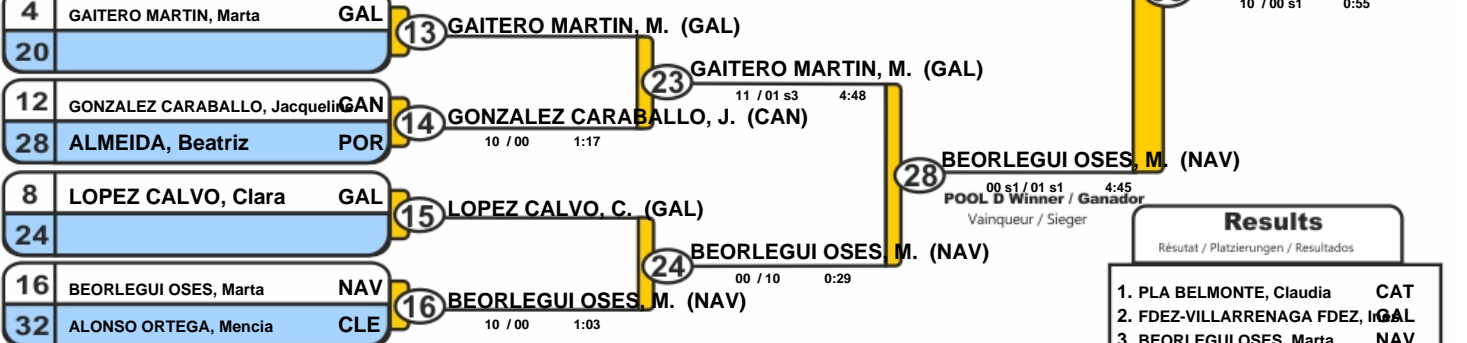 4 GAITERO MARTIN, Marta GAL
20
13 GAITERO MARTIN, M. (GAL)
12 GONZALEZ CARABALLO, Jacqueline CAN
28 ALMEIDA, Beatriz POR
14 GONZALEZ CARABALLO, J. (CAN)
10 / 00 1:17
23 GAITERO MARTIN, M. (GAL)
11 / 01 s3 4:48
8 LOPEZ CALVO, Clara GAL
24
15 LOPEZ CALVO, C. (GAL)
16 BEORLEGUI OSES, Marta NAV
32 ALONSO ORTEGA, Mencia CLE
16 BEORLEGUI OSES, M. (NAV)
10 / 00 1:03
24 BEORLEGUI OSES, M. (NAV)
00 / 10 0:29
28 BEORLEGUI OSES, M. (NAV)
00 s1 / 01 s1 4:45
POOL D Winner / Ganador
Vainqueur / Sieger
10 / 00 s1 0:55
Results
Résutat / Platzierungen / Resultados
1. PLA BELMONTE, Claudia CAT
2. FDEZ-VILLARRENAGA FDEZ, Ines GAL
3. BEORLEGUI OSES, Marta NAV